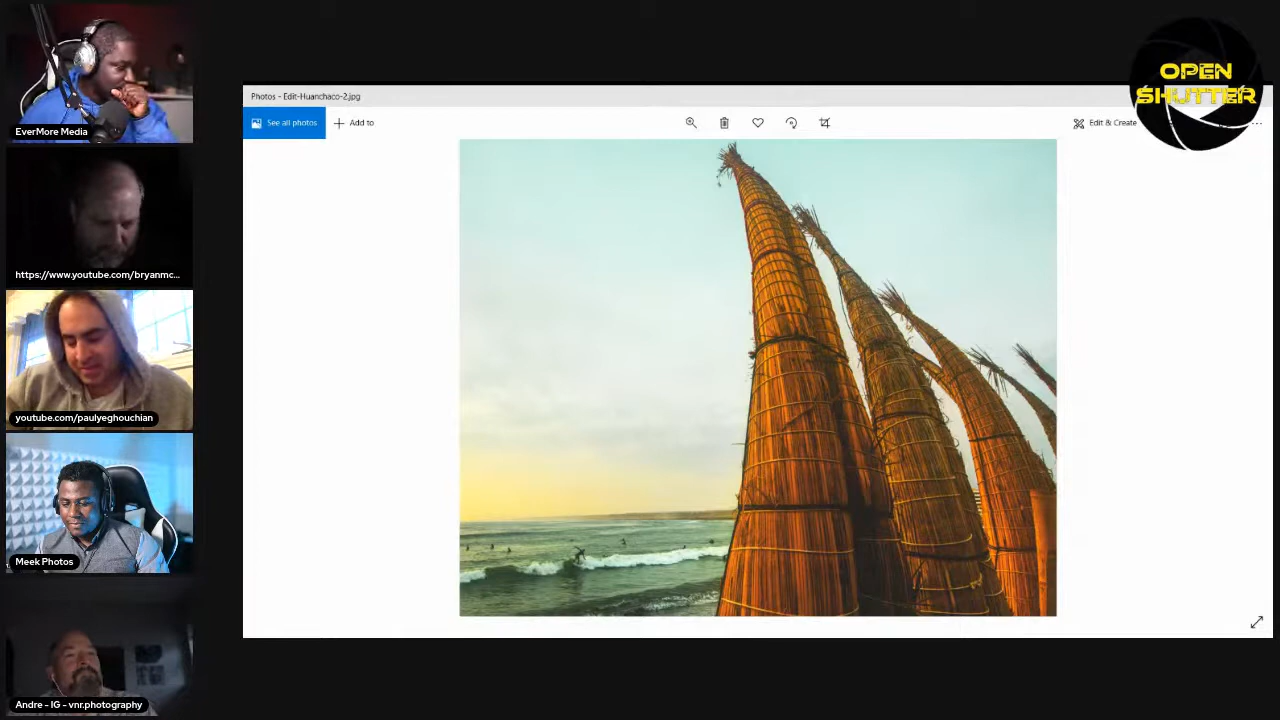 EverMore Media
https://www.youtube.com/bryanmc...
youtube.com/paulyeghouchian
Meek Photos
Andre - IG - vnr.photography
Photos - Edit-Huanchaco-2.jpg
See all photos
Add to
Edit & Create
OPEN
SHUTTER